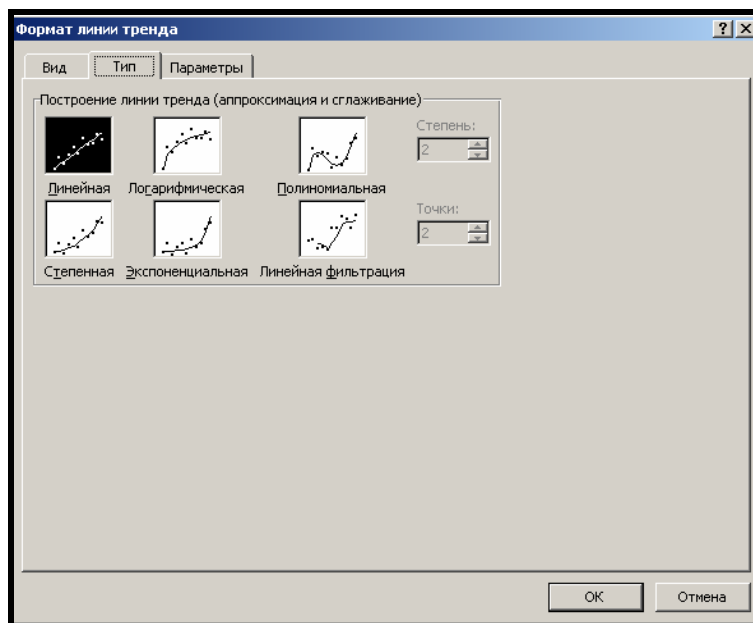 Формат линии тренда
Вид Тип Параметры
Построение линии тренда (аппроксимация и сглаживание)
Линейная Логарифмическая Полиномиальная
Степень:
2
Степенная Экспоненциальная Линейная фильтрация
Точки:
2
ОК Отмена